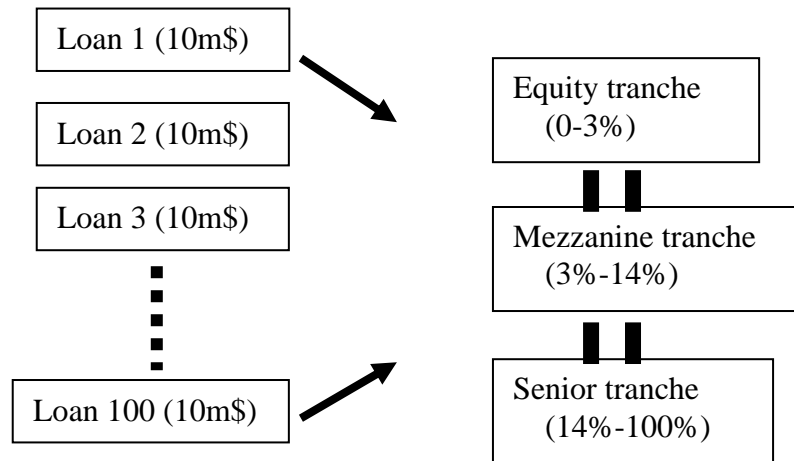 Loan 1 (10m$)
Loan 2 (10m$)
Loan 3 (10m$)
Loan 100 (10m$)
Equity tranche
(0-3%)
Mezzanine tranche
(3%-14%)
Senior tranche
(14%-100%)